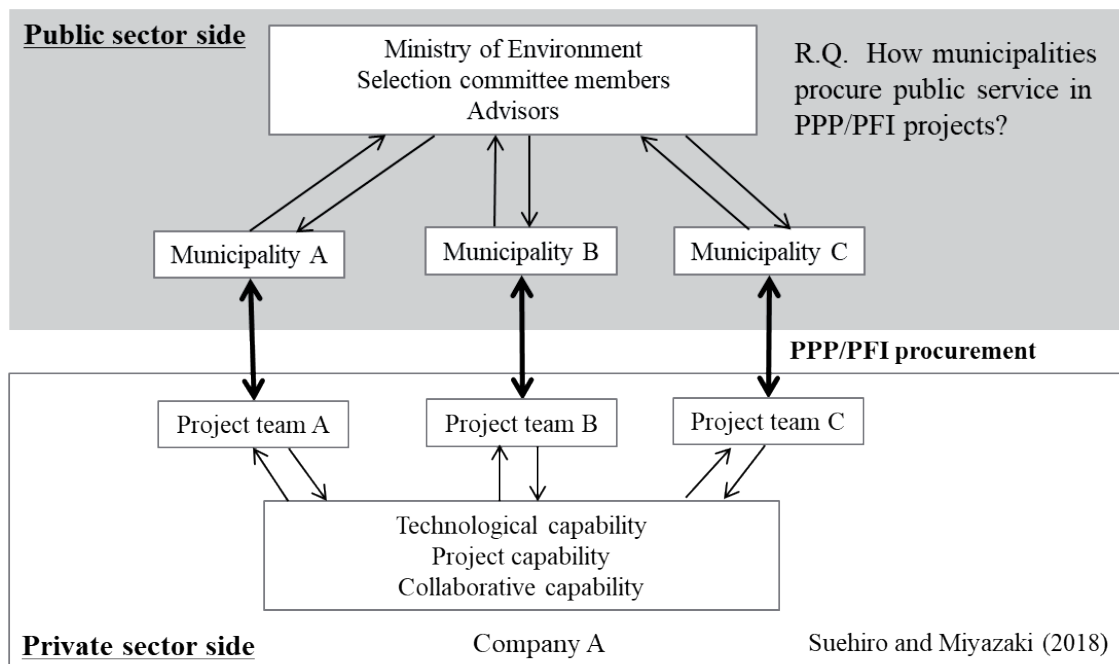 Public sector side
Ministry of Environment
Selection committee members
Advisors
R.Q. How municipalities
procure public service in
PPP/PFI projects?
Municipality A
Municipality B
Municipality C
PPP/PFI procurement
Project team A
Project team B
Project team C
Technological capability
Project capability
Collaborative capability
Private sector side
Company A
Suehiro and Miyazaki (2018)